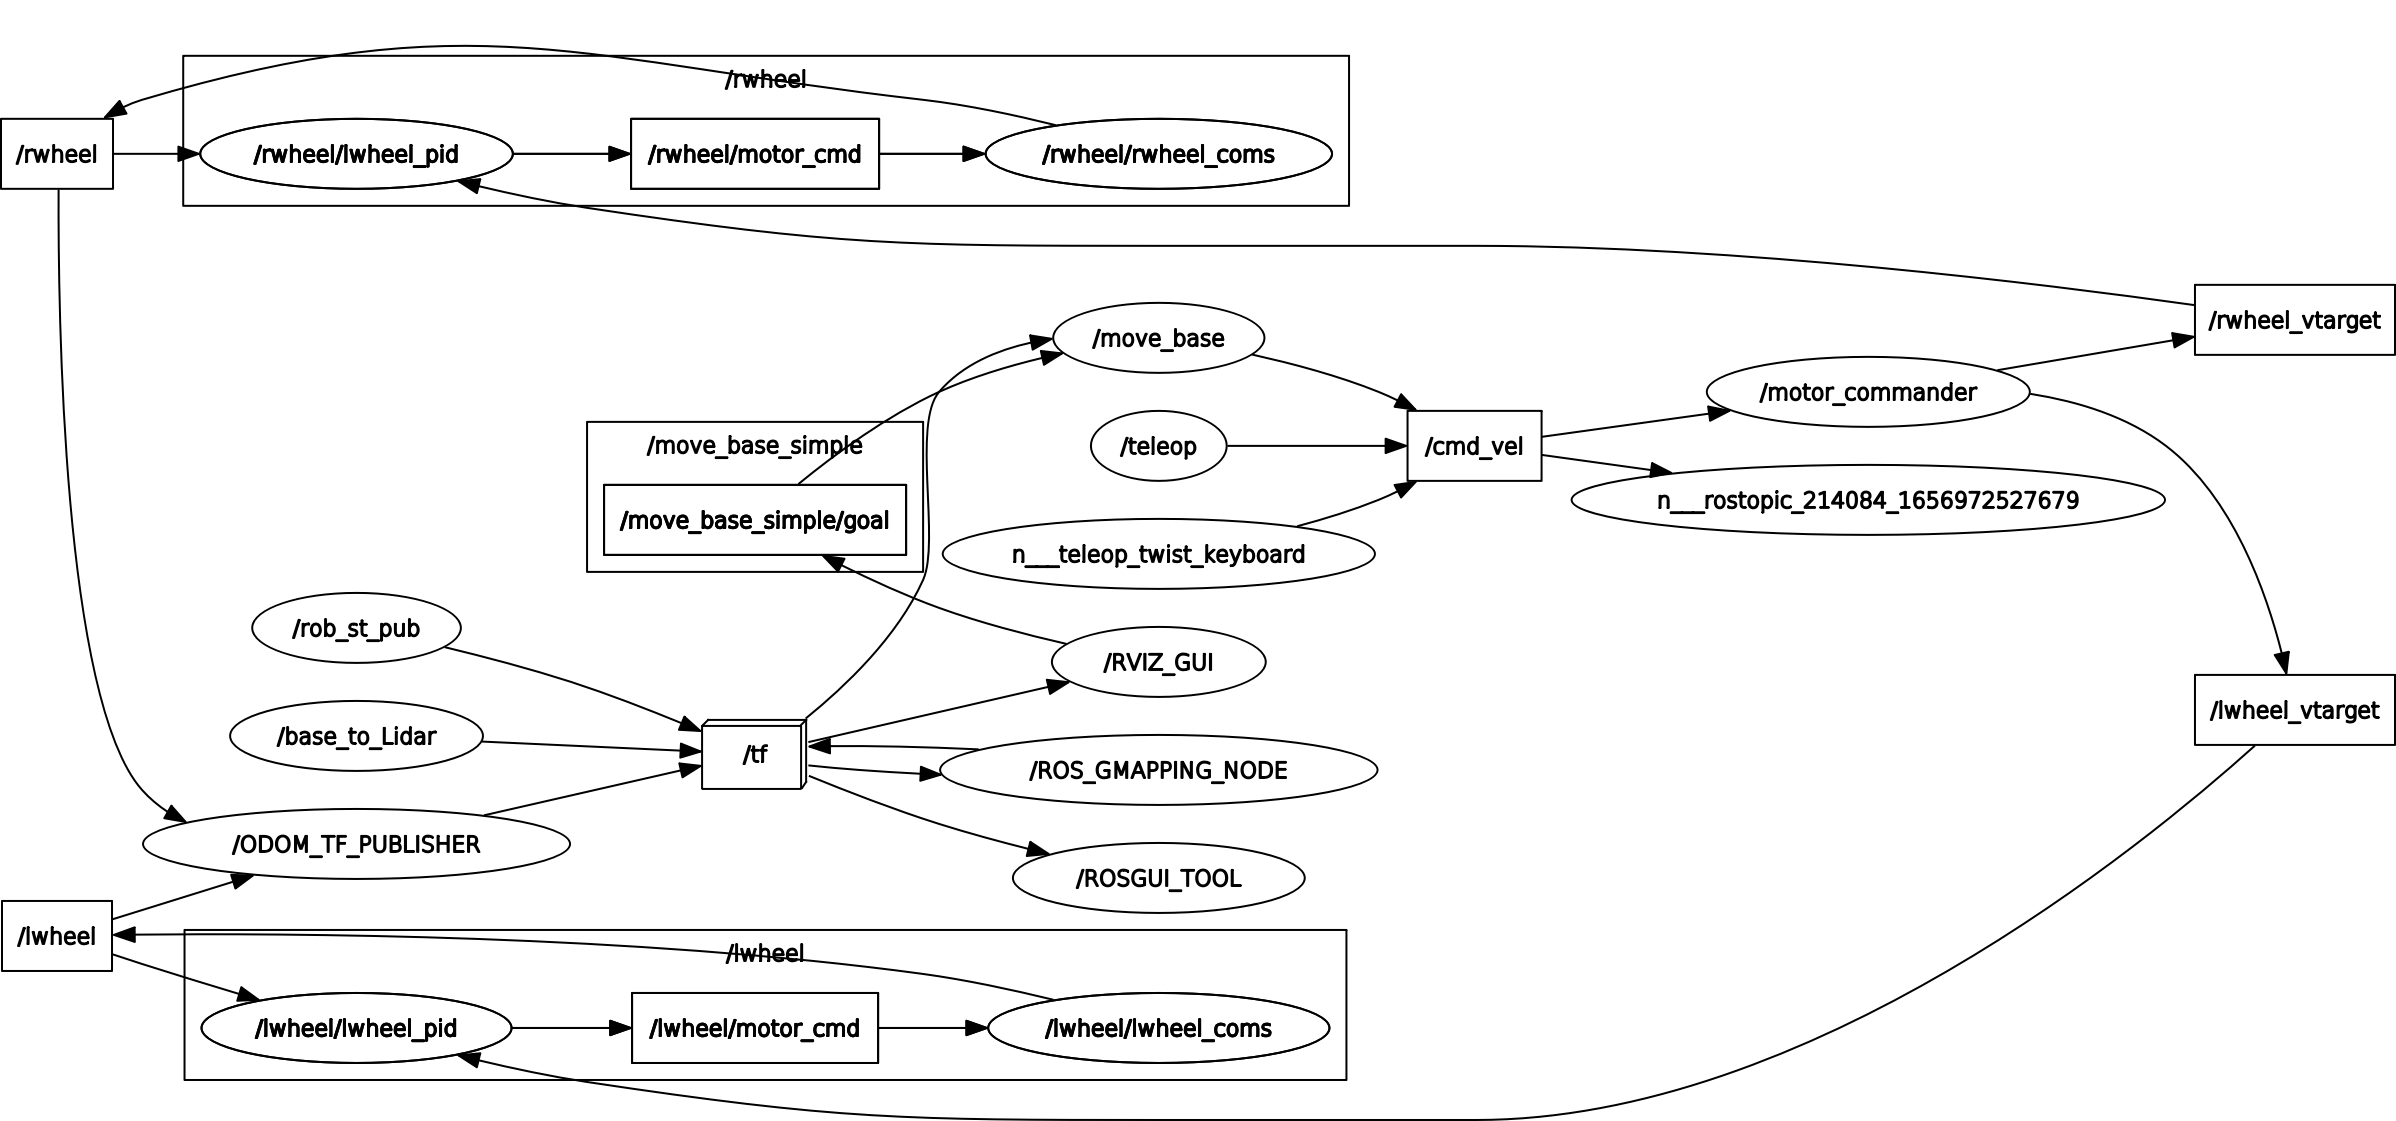 /rwheel
/rwheel
/rwheel/lwheel_pid
/rwheel/motor_cmd
/rwheel/rwheel_coms
/rwheel_vtarget
/move_base
/motor_commander
/move_base_simple
/teleop
/cmd_vel
/move_base_simple/goal
n___rostopic_214084_1656972527679
n___teleop_twist_keyboard
/rob_st_pub
/RVIZ_GUI
/lwheel_vtarget
/base_to_Lidar
/tf
/ROS_GMAPPING_NODE
/ODOM_TF_PUBLISHER
/ROSGUI_TOOL
/lwheel
/lwheel
/lwheel/lwheel_pid
/lwheel/motor_cmd
/lwheel/lwheel_coms